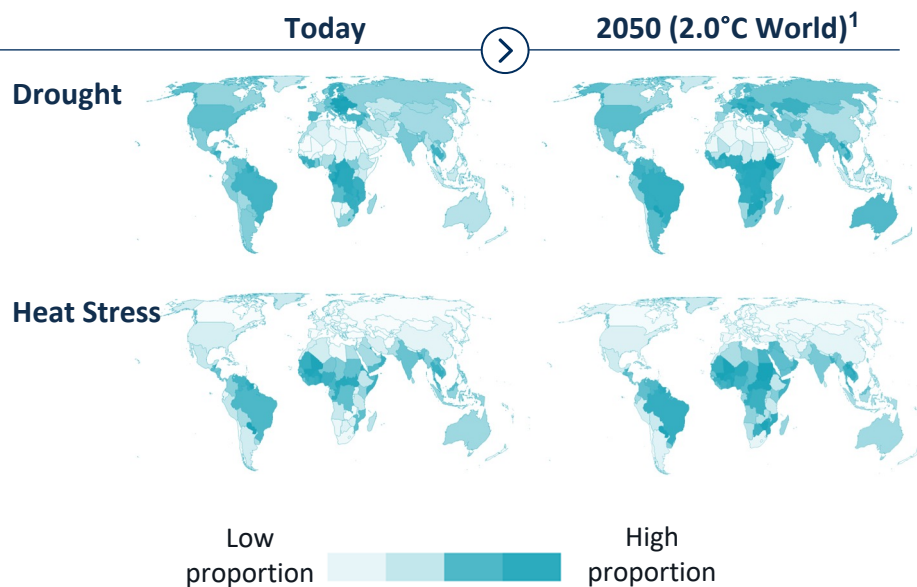 Today
2050 (2.0°C World)¹
Drought
Heat Stress
Low
proportion
High
proportion